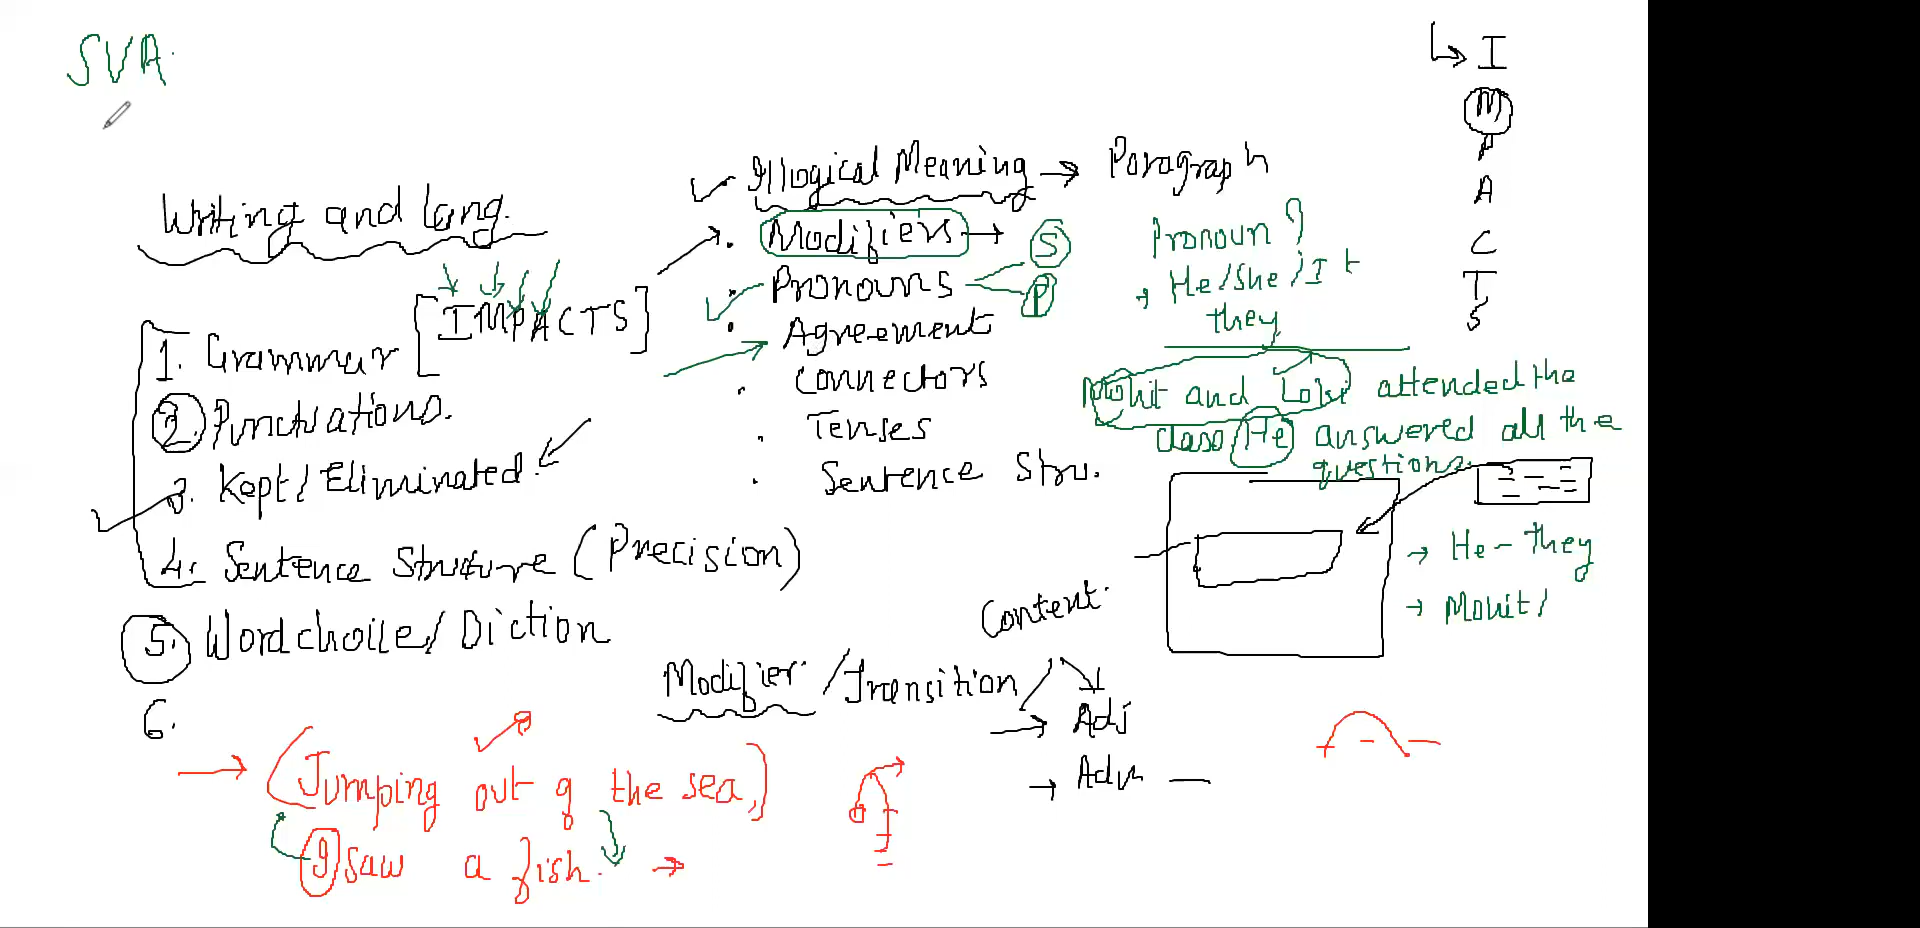 SVA.
I
M
P
A
C
T
S
Writing and Lang.
[IMPACTS]
1. Grammar
2. Punctuations.
3. Kept/Eliminated.
4. Sentence Structure (Precision)
5. Word choice/Diction
6.
Illogical Meaning → Paragraph
. Modifiers → S
. Pronouns P
. Agreement
. Connectors
. Tenses
. Sentence Stru.
Pronoun ?
→ He/She/It
they
Mohit and attended the
class He answered all the
questions.
→ He - they
→ Mohit/
Content.
Modifier/Transition/
→ Adj
→ Adv —
→ (Jumping out of the sea,)
I saw a fish. →